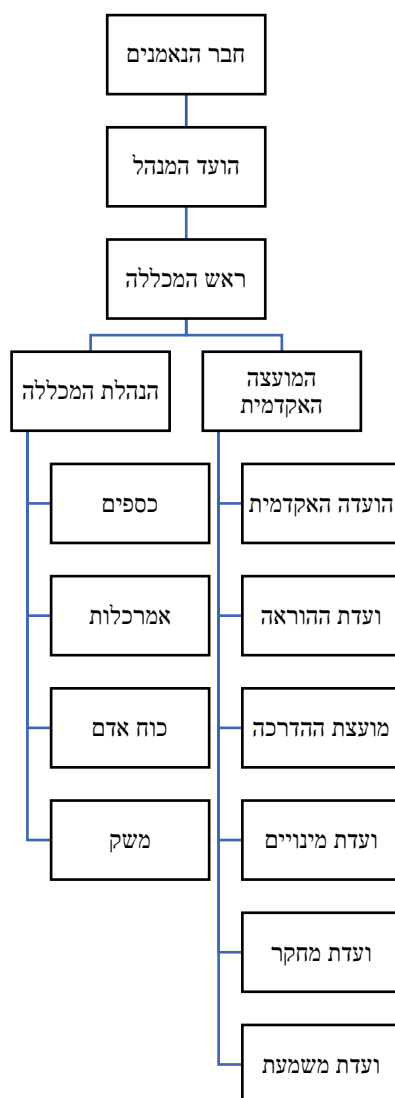 חבר הנאמנים
הועד המנהל
ראש המכללה
המועצה
האקדמית
הנהלת המכללה
הועדה האקדמית
ועדת ההוראה
מועצת ההדרכה
ועדת מינויים
ועדת מחקר
ועדת משמעת
כספים
אמרכלות
כוח אדם
משק